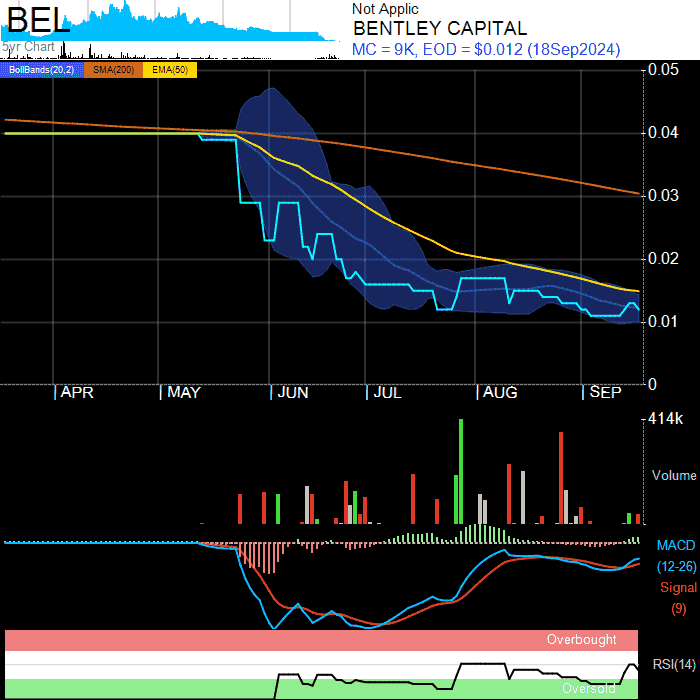 BEL
5yr Chart
Not Applic
BENTLEY CAPITAL
MC = 9K, EOD = $0.012 (18Sep2024)
BollBands(20,2) SMA(200) EMA(50)
0.05
0.04
0.03
0.02
0.01
0
APR MAY JUN JUL AUG SEP
414k
Volume
MACD
(12-26)
Signal
(9)
Overbought
RSI(14)
Oversold